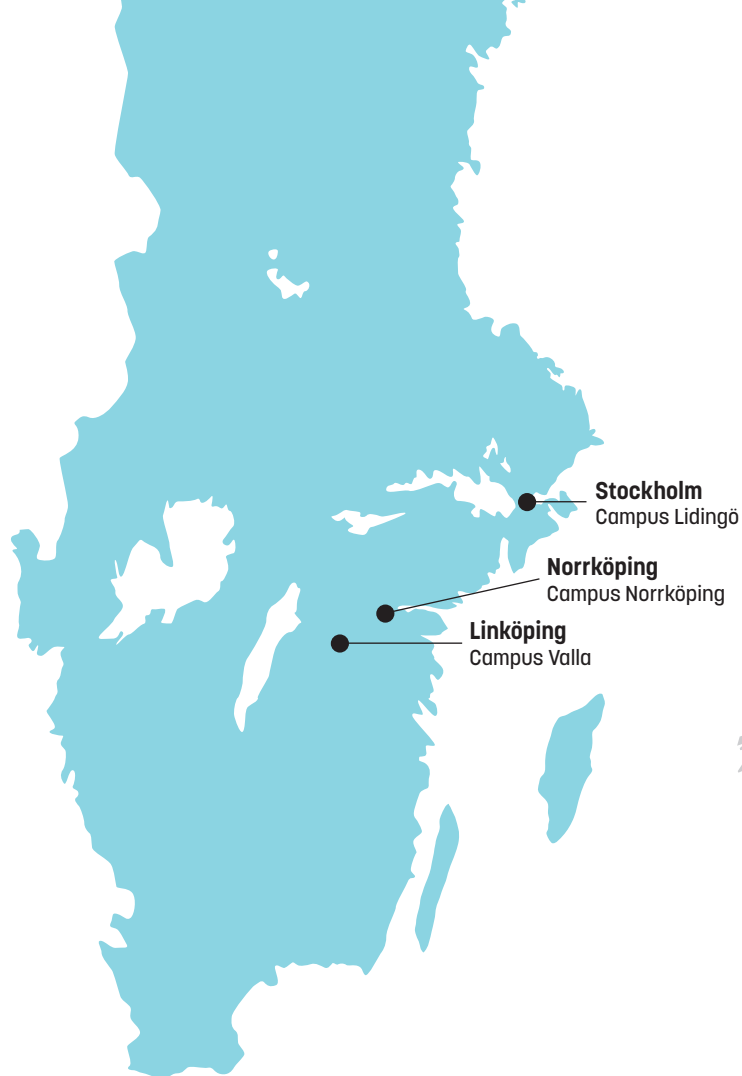 Stockholm
Campus Lidingö
Norrköping
Campus Norrköping
Linköping
Campus Valla